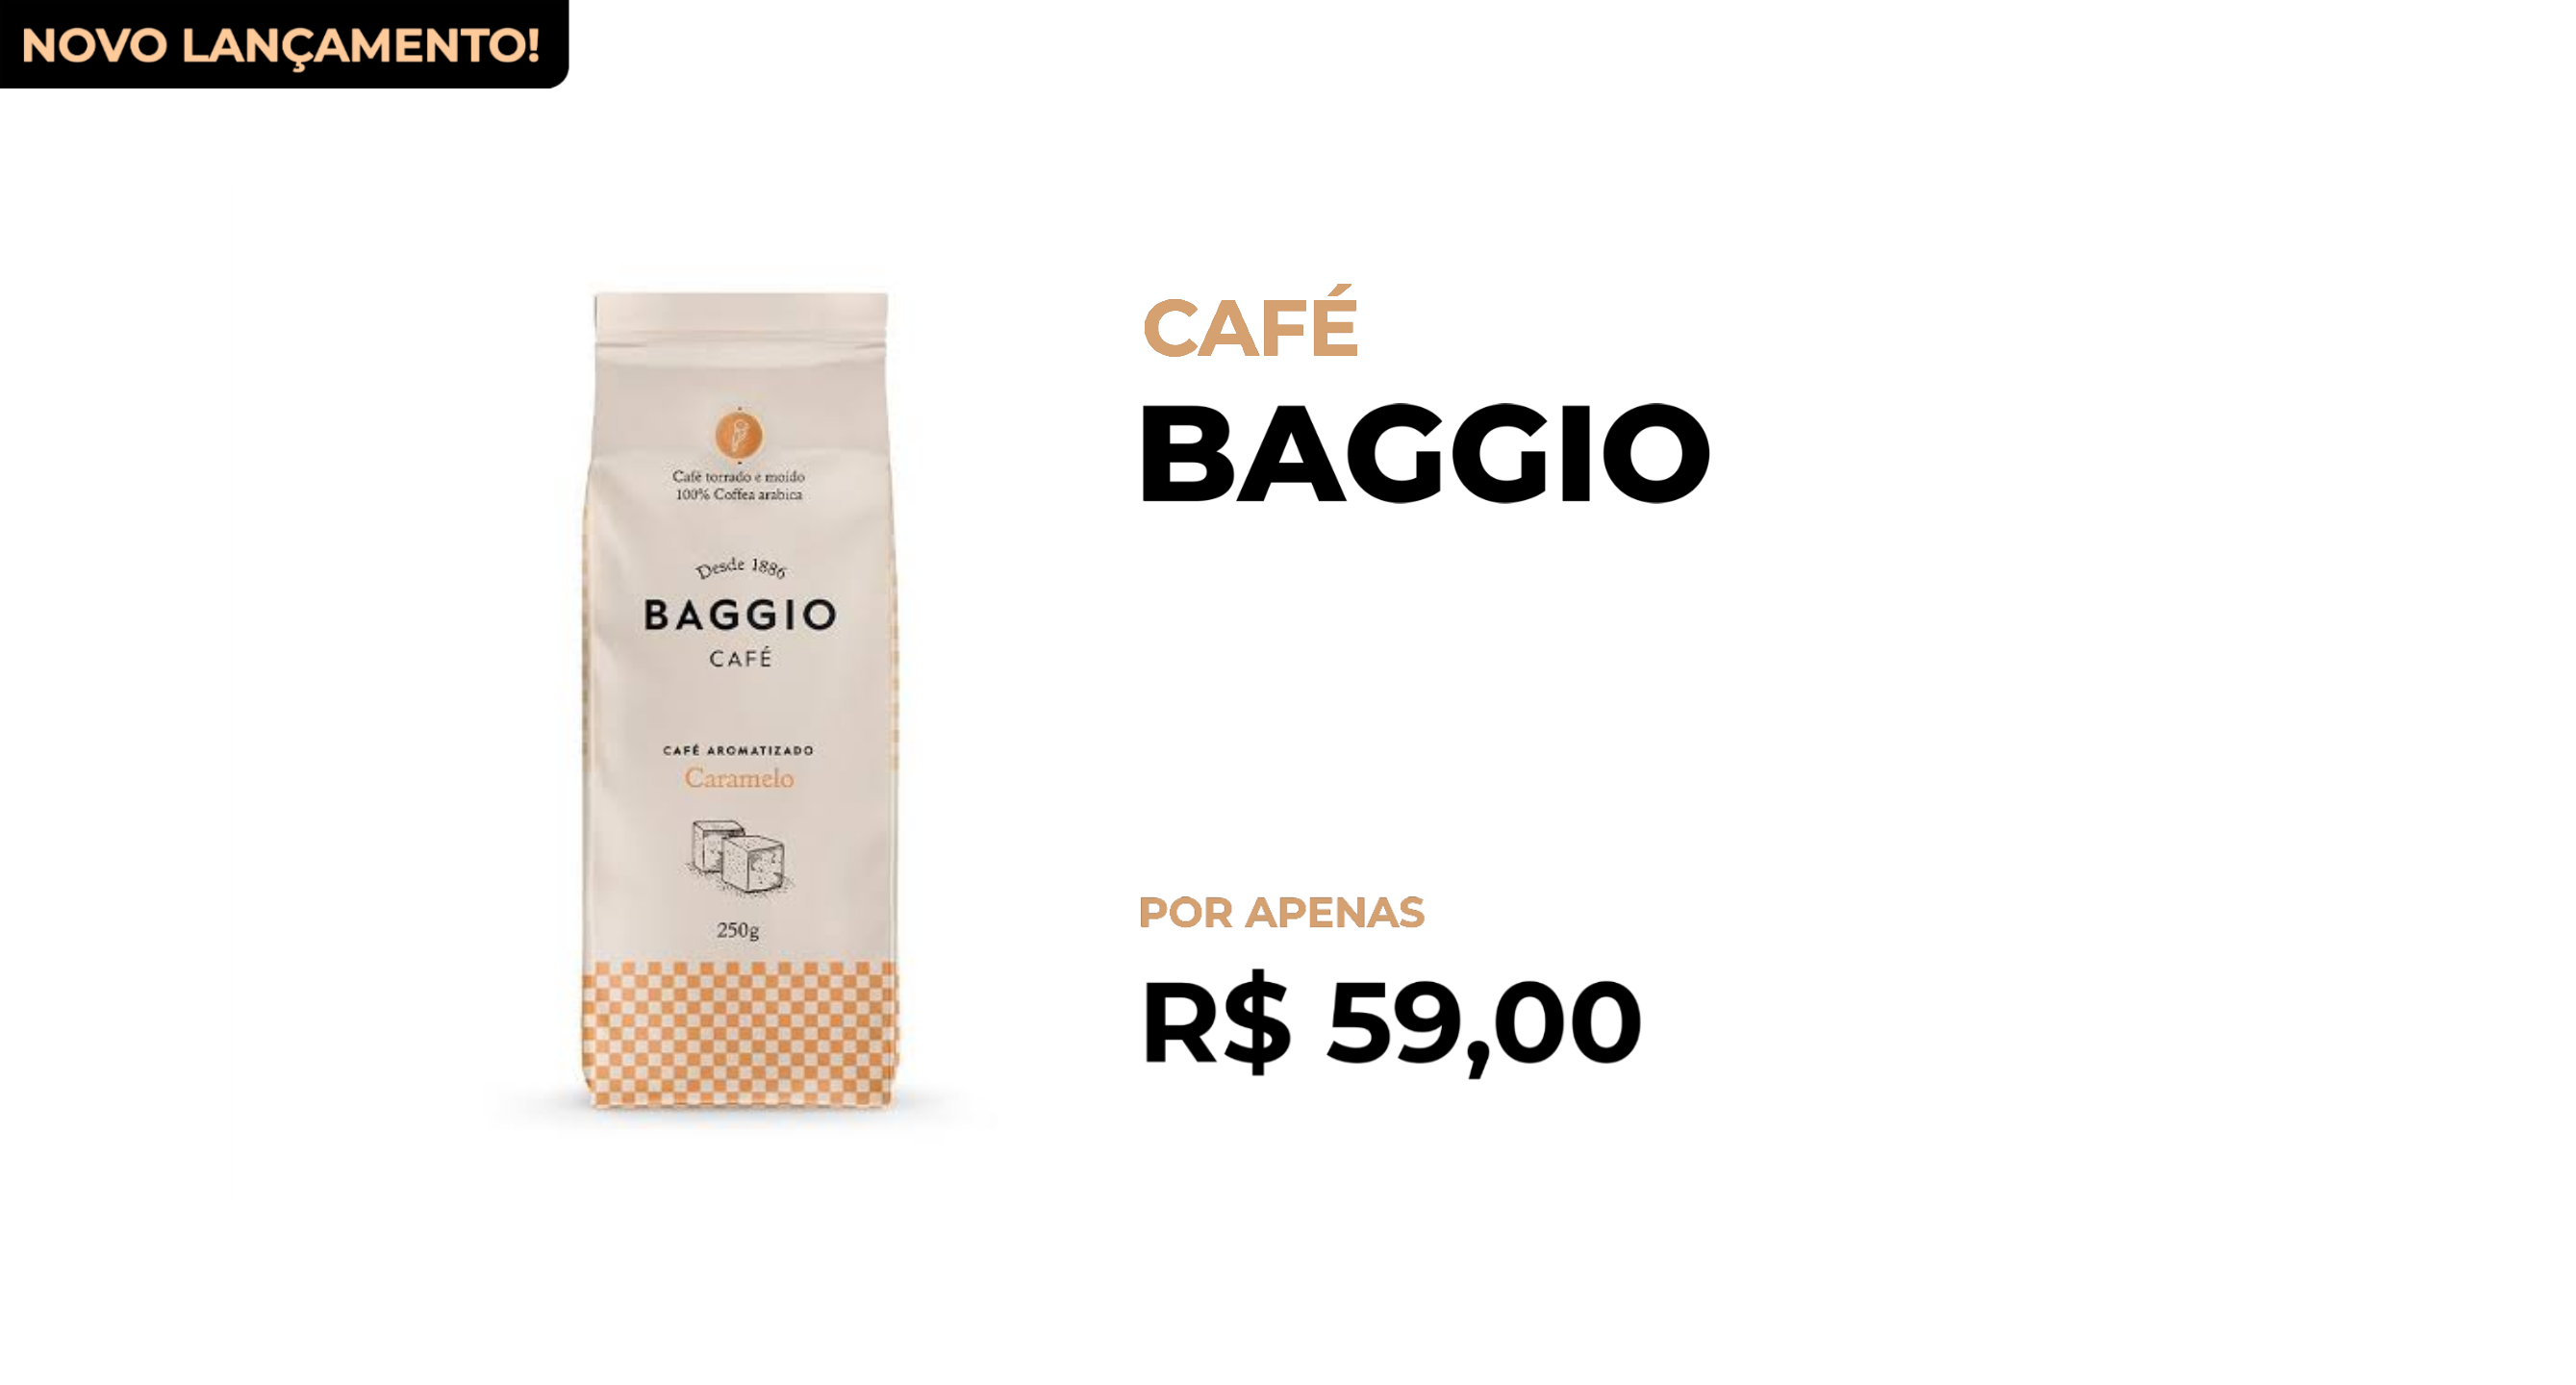 NOVO LANÇAMENTO!
Café torrado e moído
100% Coffea arabica
Desde 1886
BAGGIO
CAFÉ
CAFÉ AROMATIZADO
Caramelo
250g
CAFÉ
BAGGIO
POR APENAS
R$ 59,00